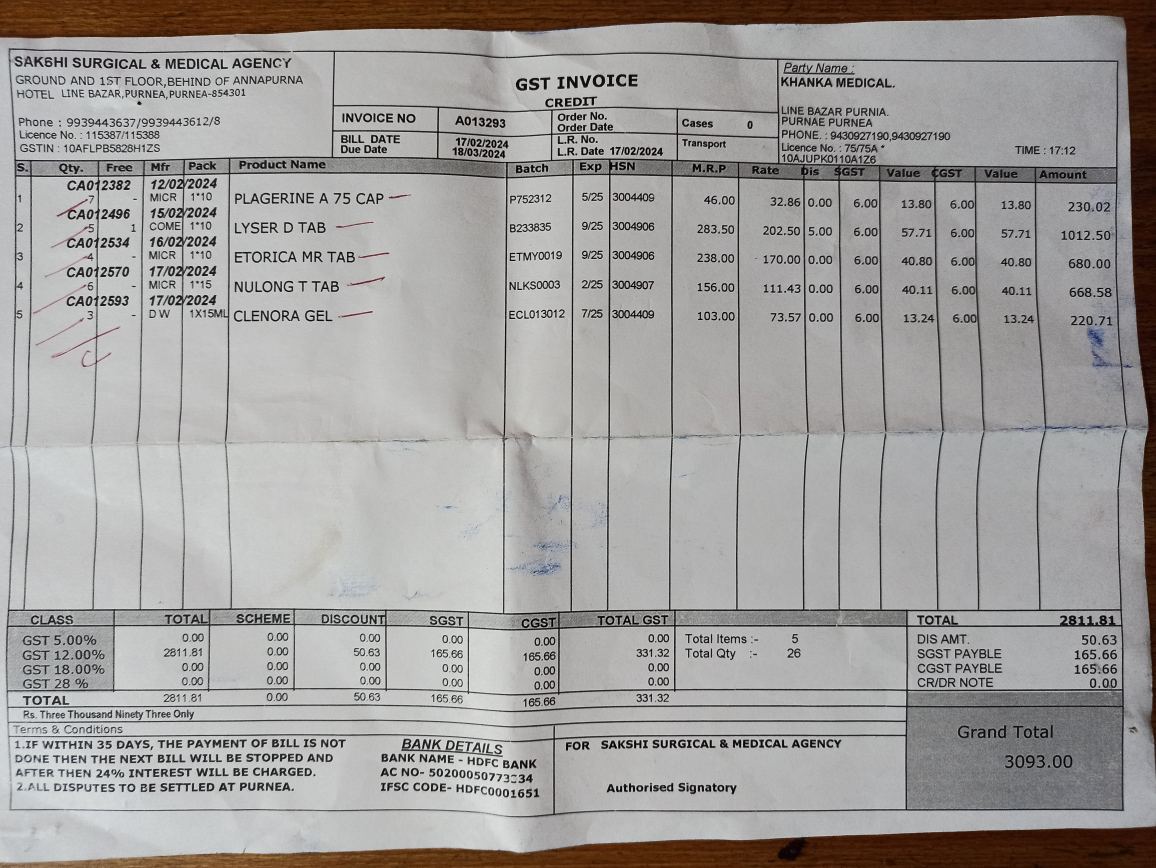 SAKSHI SURGICAL & MEDICAL AGENCY
GROUND AND 1ST FLOOR,BEHIND OF ANNAPURNA
HOTEL LINE BAZAR,PURNEA,PURNEA-854301
Phone : 9939443637/9939443612/8
Licence No. : 115387/115388
GSTIN : 10AFLPB5828H1ZS
GST INVOICE
CREDIT
INVOICE NO A013293
BILL DATE 17/02/2024
Due Date 18/03/2024
Order No.
Order Date
L.R. No.
L.R. Date 17/02/2024
Cases 0
Transport
Party Name :
KHANKA MEDICAL.
LINE BAZAR PURNIA.
PURNAE PURNEA
PHONE. : 9430927190,9430927190
Licence No. : 75/75A *
10AJUPK0110A1Z6
TIME : 17:12
S. Qty. Free Mfr Pack Product Name Batch Exp HSN M.R.P Rate Dis SGST Value CGST Value Amount
CA012382 12/02/2024
1 7 - MICR 1*10 PLAGERINE A 75 CAP P752312 5/25 3004409 46.00 32.86 0.00 6.00 13.80 6.00 13.80 230.02
CA012496 15/02/2024
2 5 1 COME 1*10 LYSER D TAB B233835 9/25 3004906 283.50 202.50 5.00 6.00 57.71 6.00 57.71 1012.50
CA012534 16/02/2024
3 4 - MICR 1*10 ETORICA MR TAB ETMY0019 9/25 3004906 238.00 170.00 0.00 6.00 40.80 6.00 40.80 680.00
CA012570 17/02/2024
4 6 - MICR 1*15 NULONG T TAB NLKS0003 2/25 3004907 156.00 111.43 0.00 6.00 40.11 6.00 40.11 668.58
CA012593 17/02/2024
5 3 - D W 1X15ML CLENORA GEL ECL013012 7/25 3004409 103.00 73.57 0.00 6.00 13.24 6.00 13.24 220.71
CLASS TOTAL SCHEME DISCOUNT SGST CGST TOTAL GST
GST 5.00% 0.00 0.00 0.00 0.00 0.00 0.00
GST 12.00% 2811.81 0.00 50.63 165.66 165.66 331.32
GST 18.00% 0.00 0.00 0.00 0.00 0.00 0.00
GST 28 % 0.00 0.00 0.00 0.00 0.00 0.00
TOTAL 2811.81 0.00 50.63 165.66 165.66 331.32
Total Items :- 5
Total Qty :- 26
TOTAL 2811.81
DIS AMT. 50.63
SGST PAYBLE 165.66
CGST PAYBLE 165.66
CR/DR NOTE 0.00
Rs. Three Thousand Ninety Three Only
Terms & Conditions
1.IF WITHIN 35 DAYS, THE PAYMENT OF BILL IS NOT
DONE THEN THE NEXT BILL WILL BE STOPPED AND
AFTER THEN 24% INTEREST WILL BE CHARGED.
2.ALL DISPUTES TO BE SETTLED AT PURNEA.
BANK DETAILS
BANK NAME - HDFC BANK
AC NO-
IFSC CODE- HDFC0001651
FOR SAKSHI SURGICAL & MEDICAL AGENCY
Authorised Signatory
Grand Total
3093.00